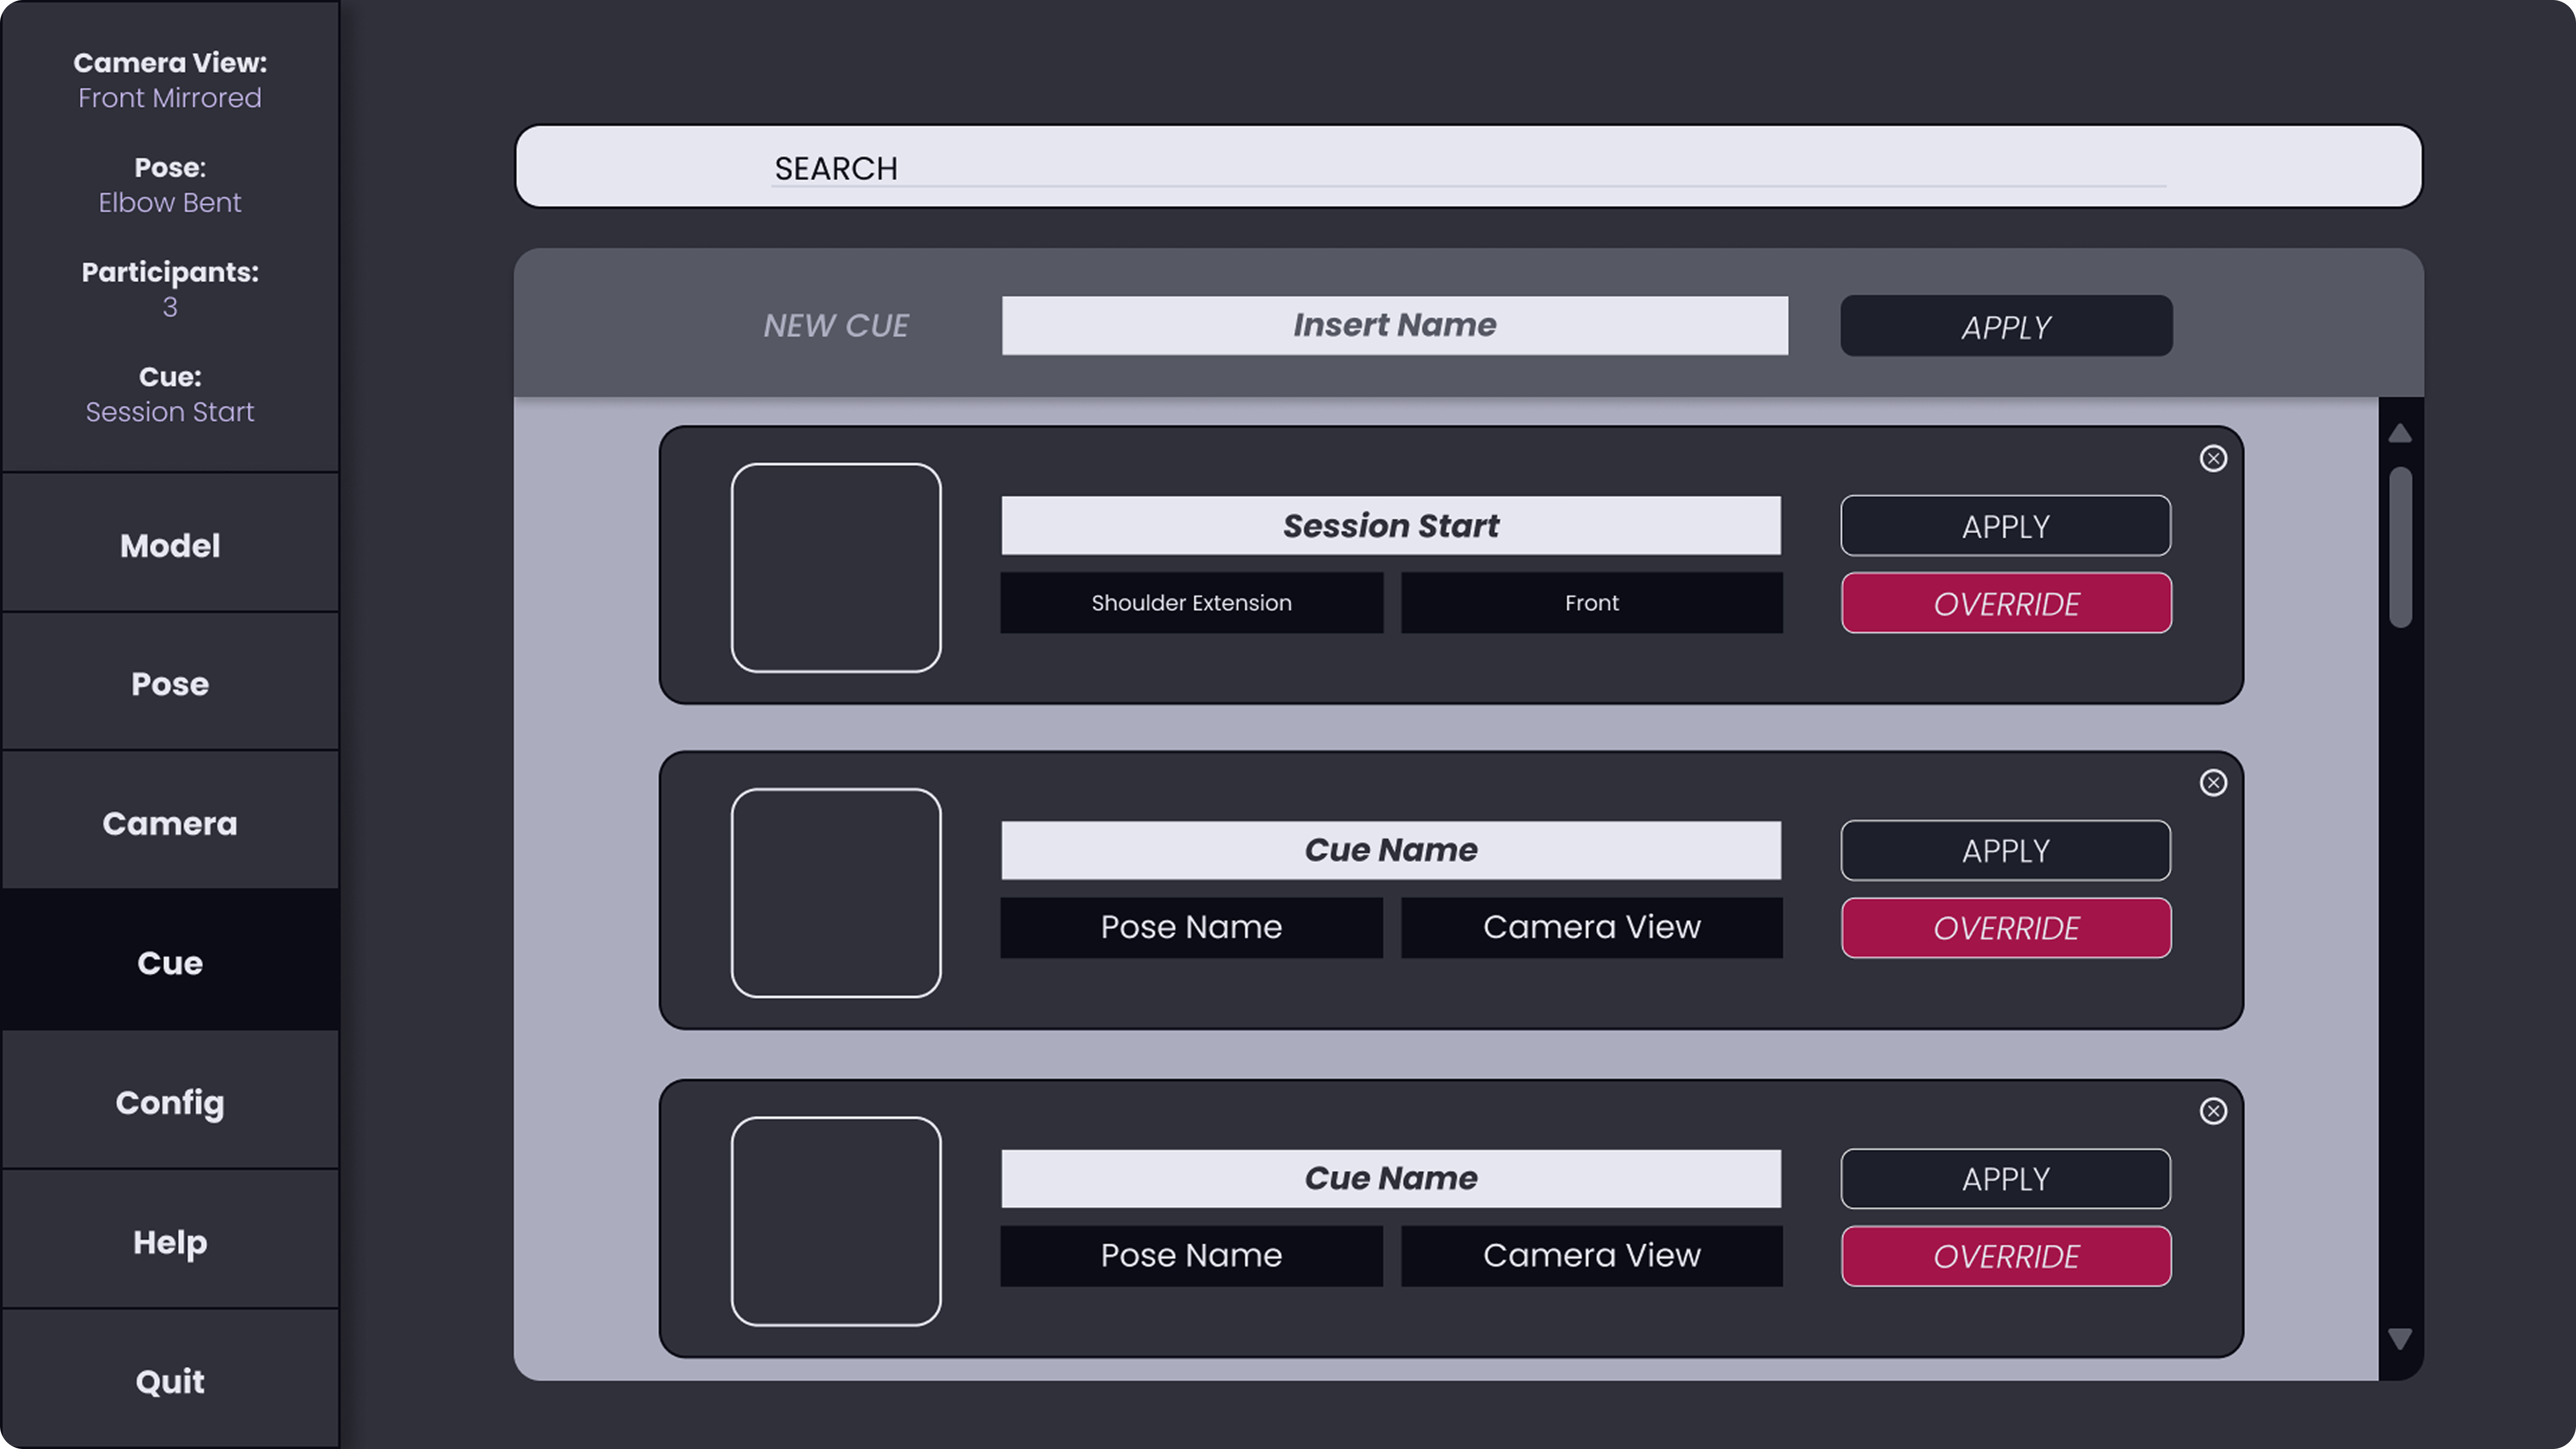 Camera View:
Front Mirrored
Pose:
Elbow Bent
Participants:
3
Cue:
Session Start
Model
Pose
Camera
Cue
Config
Help
Quit
SEARCH
NEW CUE Insert Name APPLY
Session Start APPLY
Shoulder Extension Front OVERRIDE
Cue Name APPLY
Pose Name Camera View OVERRIDE
Cue Name APPLY
Pose Name Camera View OVERRIDE